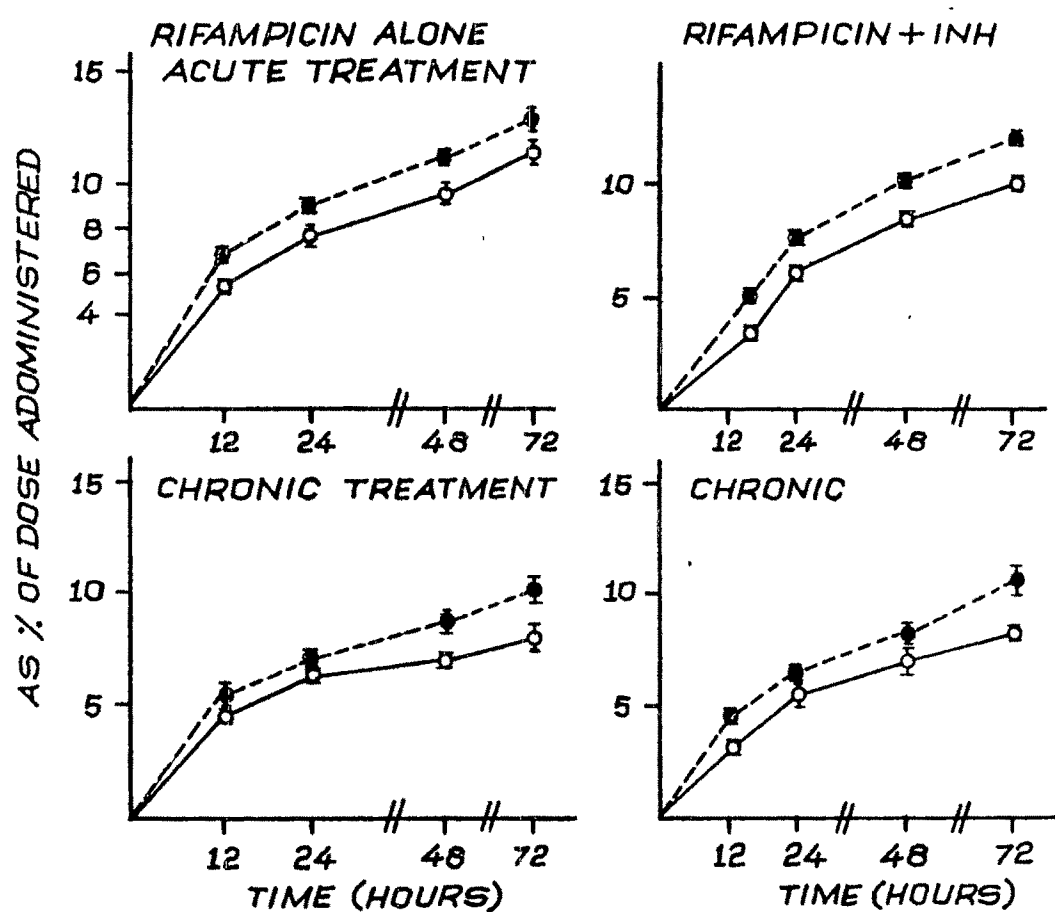 RIFAMPICIN ALONE
ACUTE TREATMENT
RIFAMPICIN + INH
AS % OF DOSE ADOMINISTERED
15
10
8
6
4
12 24 48 72
10
5
12 24 48 72
CHRONIC TREATMENT
15
10
5
12 24 48 72
TIME (HOURS)
CHRONIC
15
10
5
12 24 48 72
TIME (HOURS)